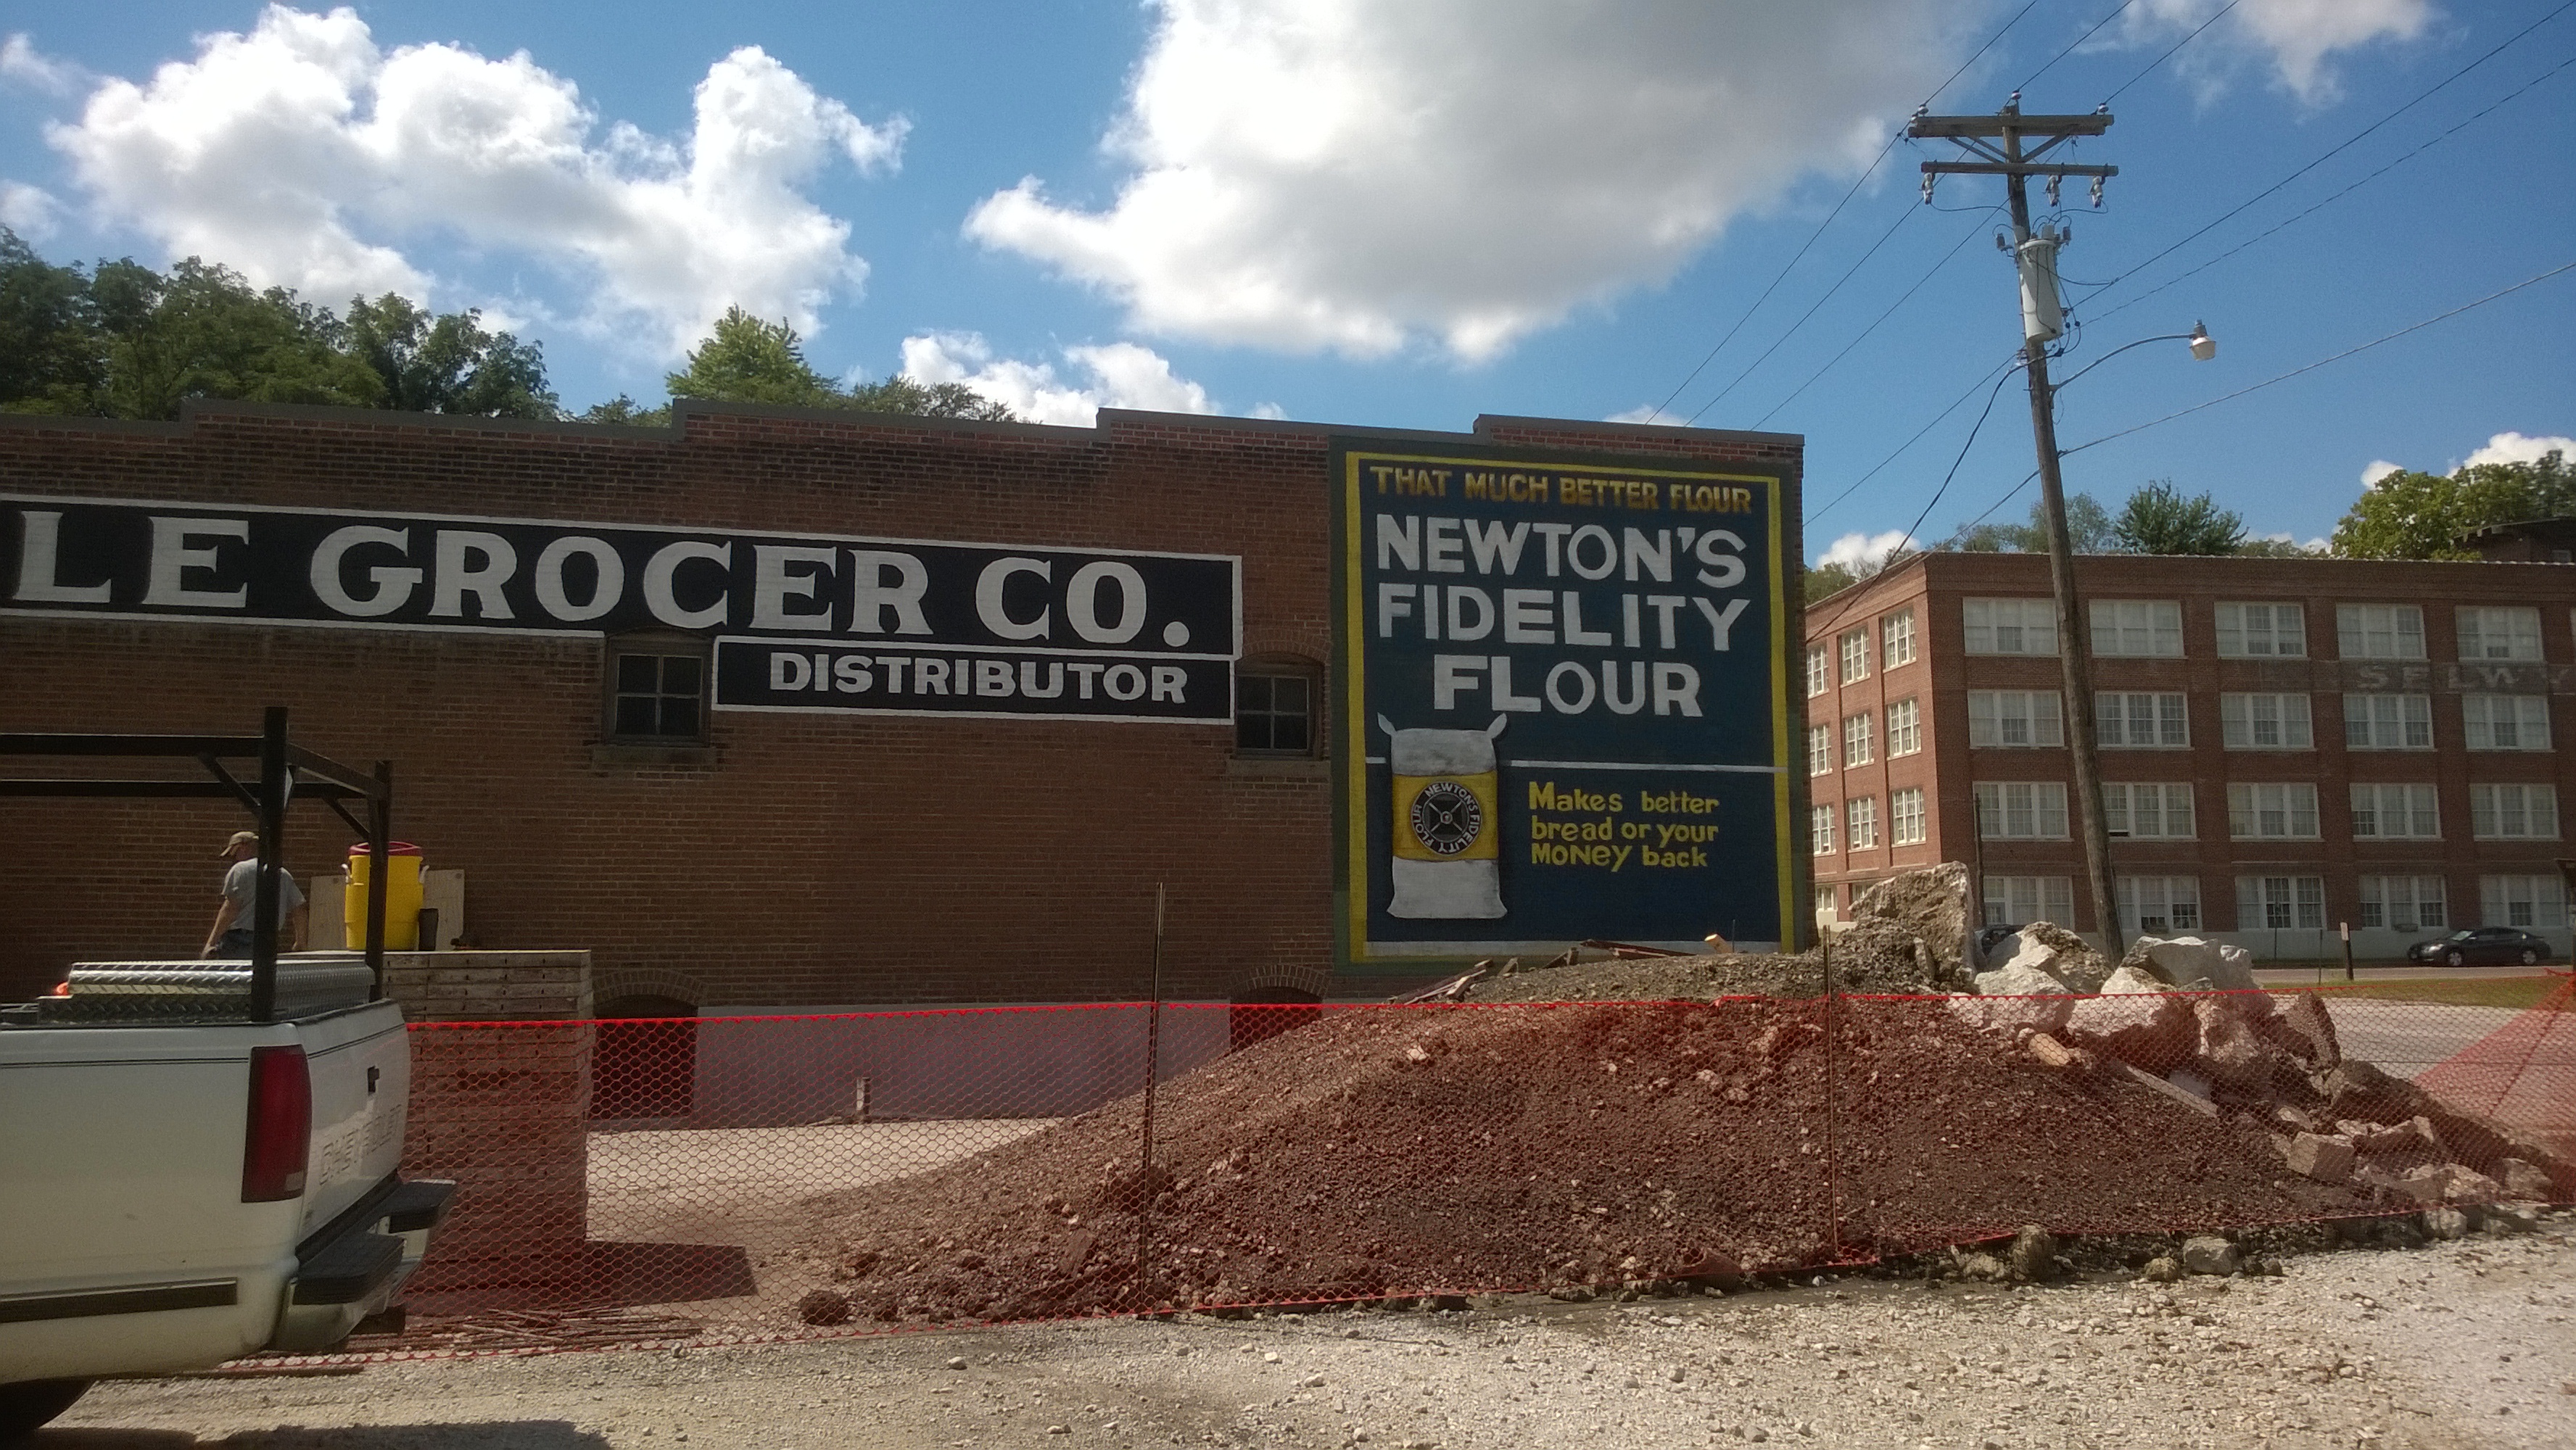 LE GROCER CO.
DISTRIBUTOR
THAT MUCH BETTER FLOUR
NEWTON'S
FIDELITY
FLOUR
NEWTON'S FIDELITY FLOUR
Makes better
bread or your
MONEY back
CHEVROLET